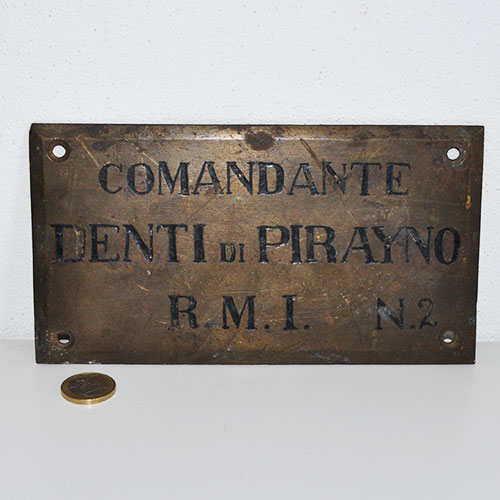 COMANDANTE
DENTI DI PIRAYNO
R.M.I. N.2